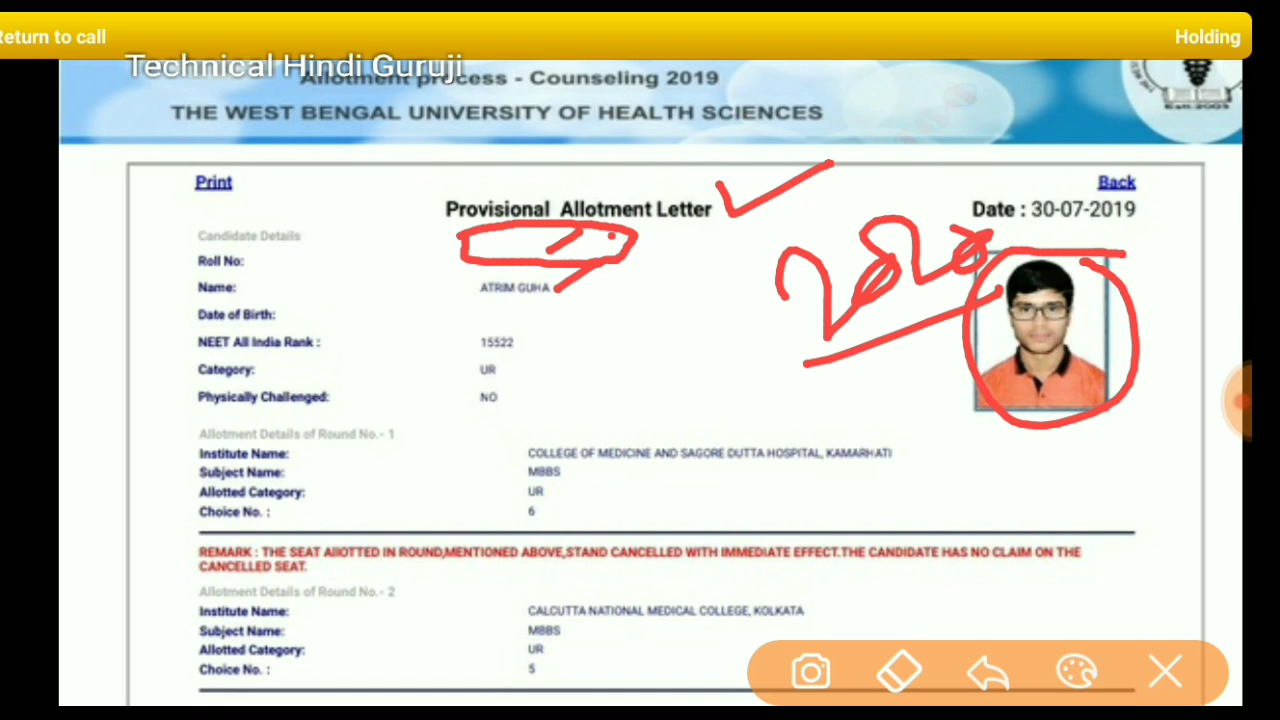 Return to call
Holding
Technical Hindi Guruji
Allotment process - Counseling 2019
THE WEST BENGAL UNIVERSITY OF HEALTH SCIENCES
Print
Back
Provisional Allotment Letter
Date : 30-07-2019
Candidate Details
Roll No:
Name: ATRIM GUHA
Date of Birth:
NEET All India Rank : 15522
Category: UR
Physically Challenged: NO
Allotment Details of Round No.- 1
Institute Name: COLLEGE OF MEDICINE AND SAGORE DUTTA HOSPITAL, KAMARHATI
Subject Name: MBBS
Allotted Category: UR
Choice No. : 6
REMARK : THE SEAT AllOTTED IN ROUND,MENTIONED ABOVE,STAND CANCELLED WITH IMMEDIATE EFFECT.THE CANDIDATE HAS NO CLAIM ON THE
CANCELLED SEAT.
Allotment Details of Round No.- 2
Institute Name: CALCUTTA NATIONAL MEDICAL COLLEGE, KOLKATA
Subject Name: MBBS
Allotted Category: UR
Choice No. : 5